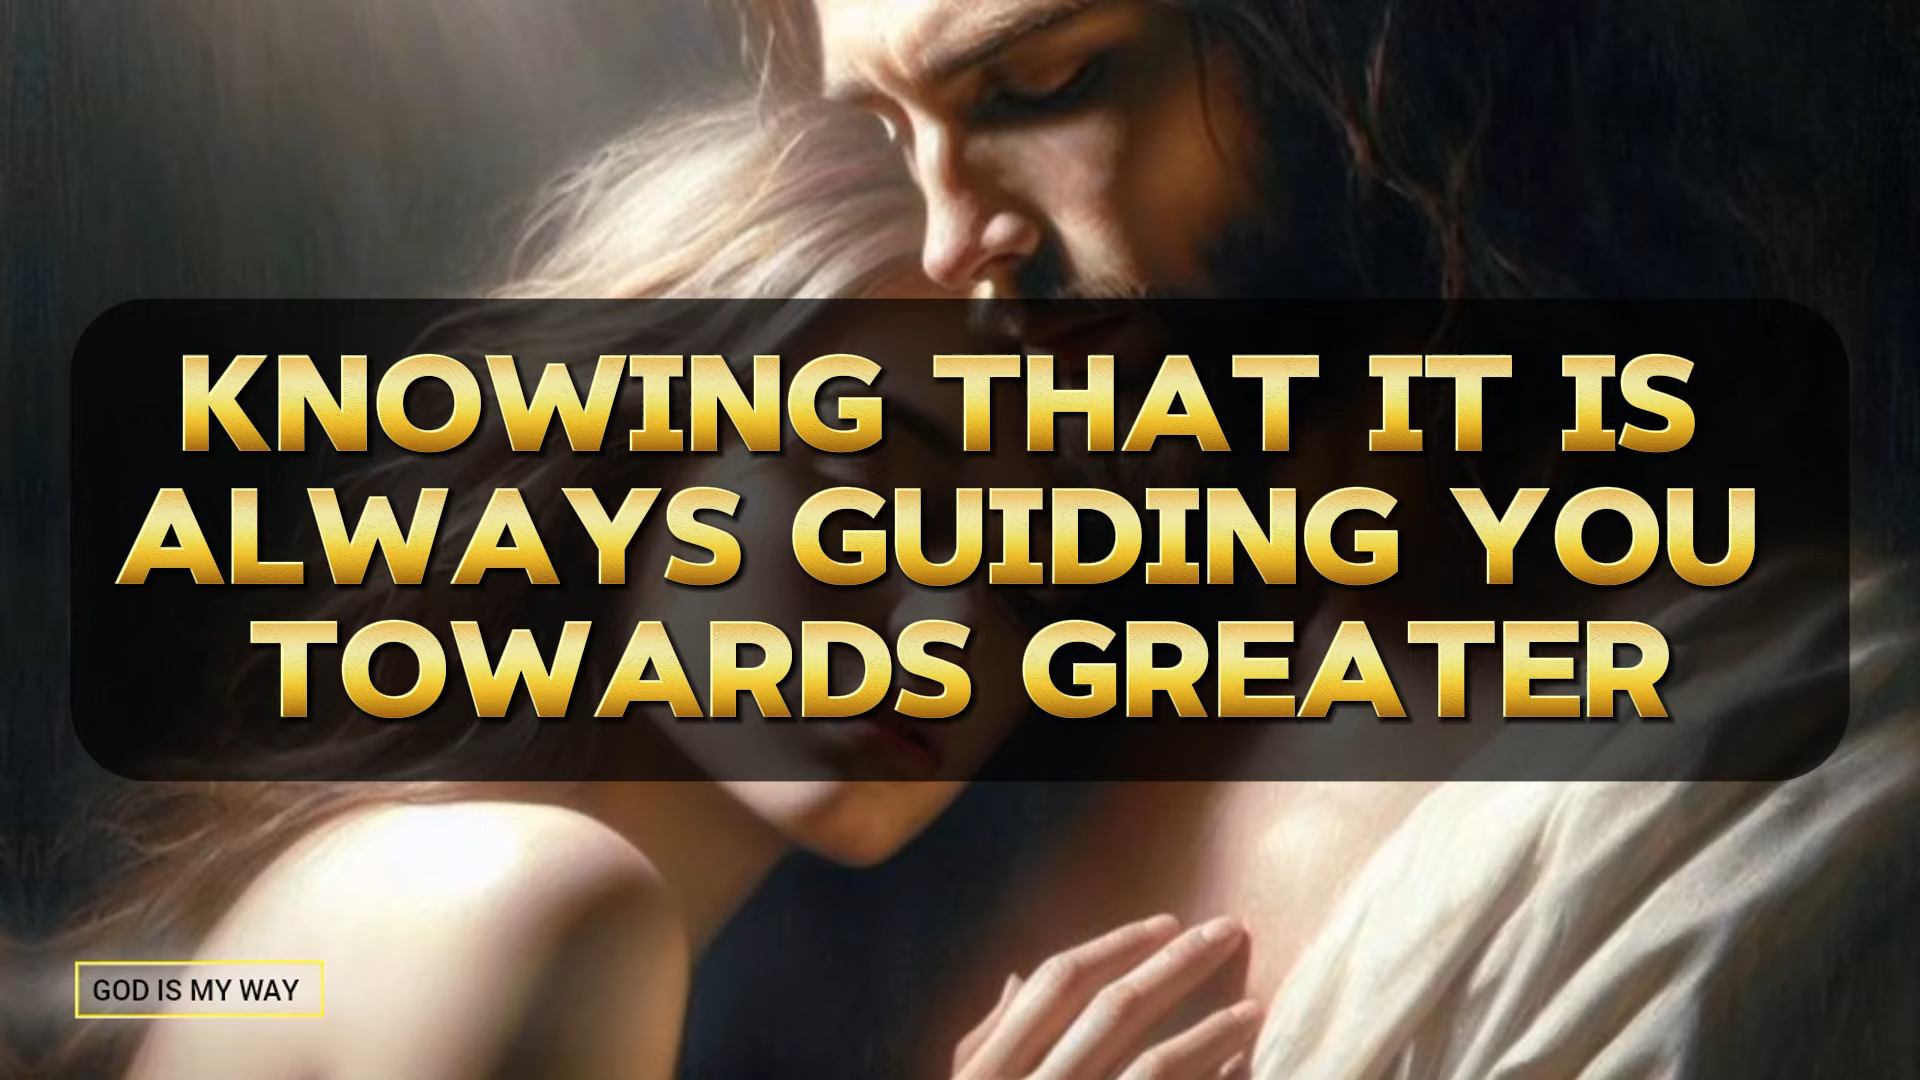 KNOWING THAT IT IS
ALWAYS GUIDING YOU
TOWARDS GREATER
GOD IS MY WAY